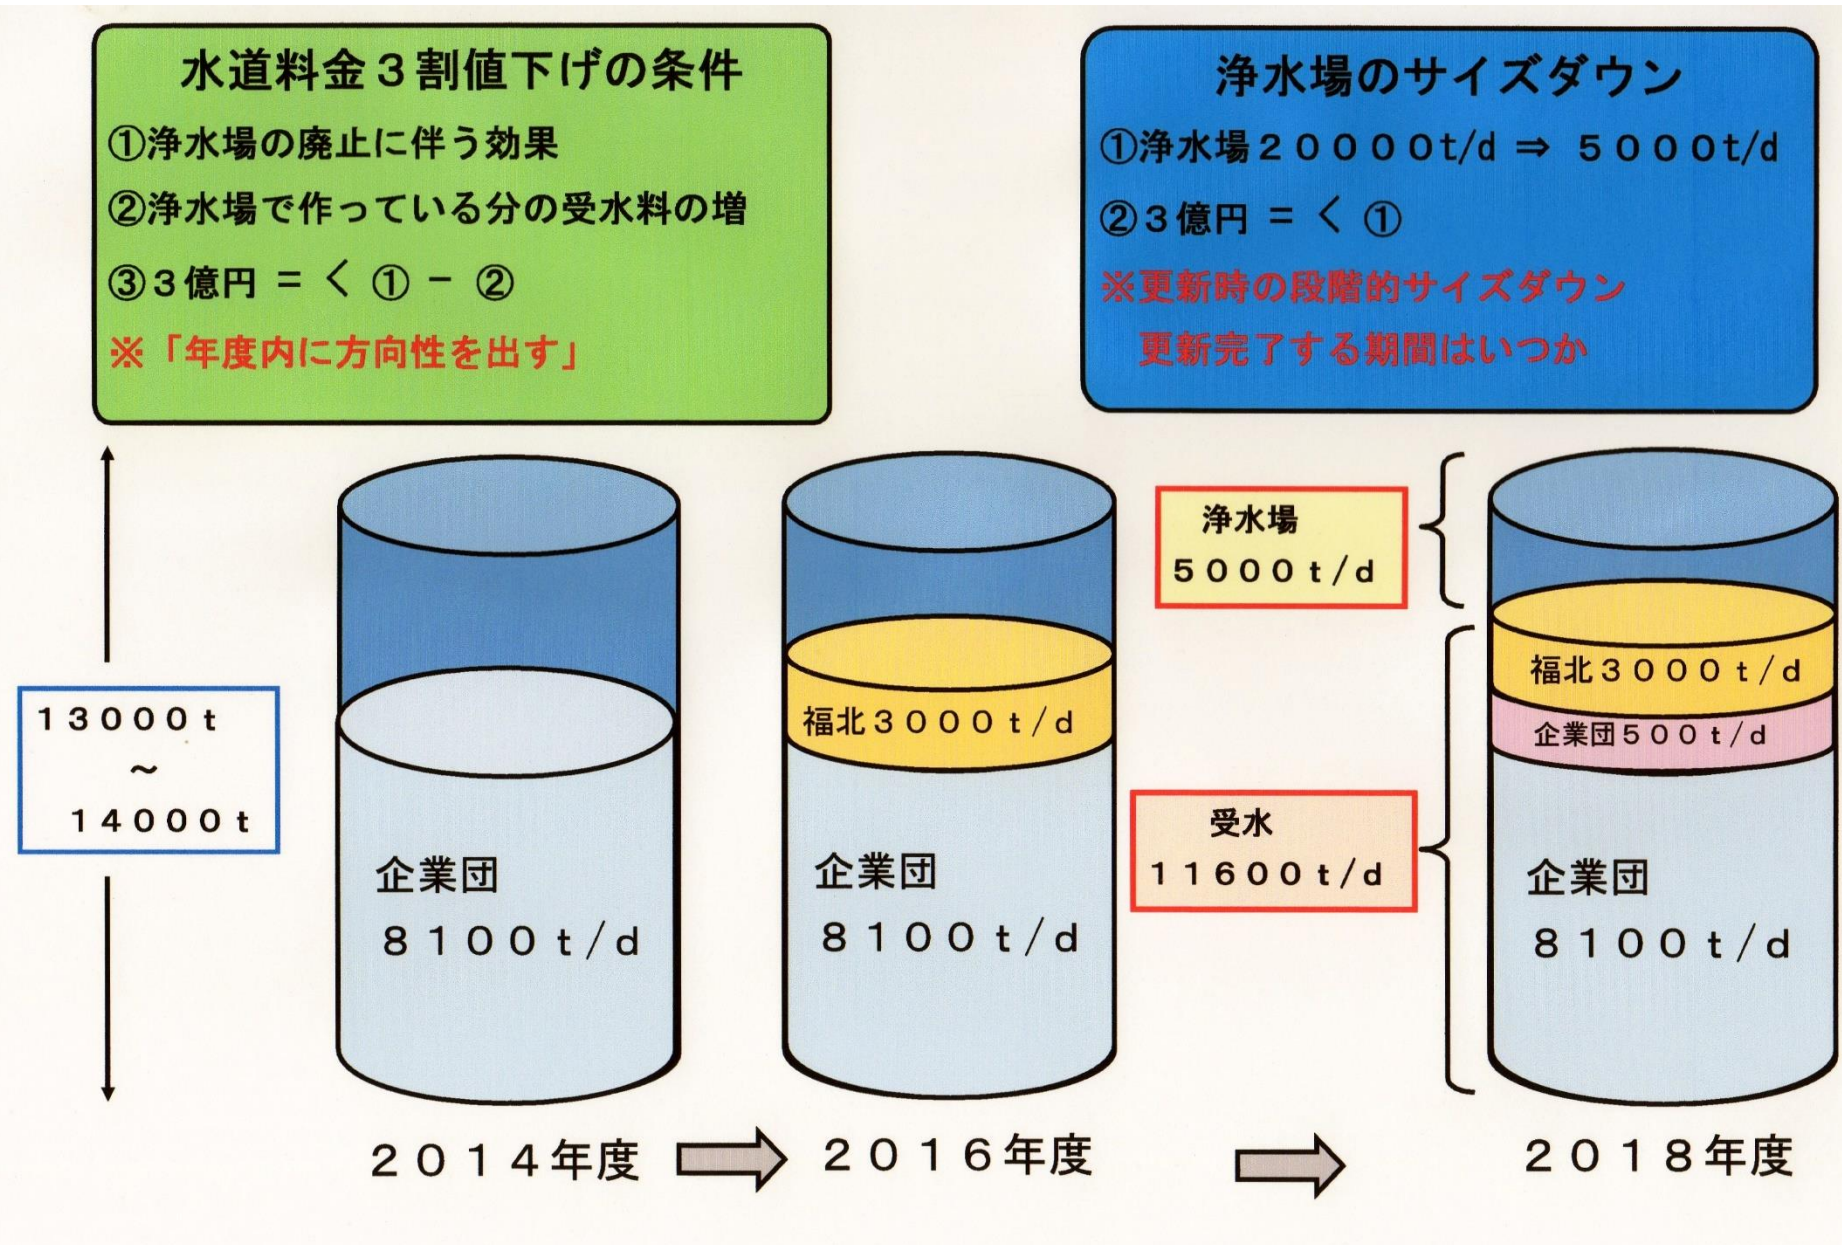 水道料金３割値下げの条件
①浄水場の廃止に伴う効果
②浄水場で作っている分の受水料の増
③３億円 ＝ < ① － ②
※「年度内に方向性を出す」
浄水場のサイズダウン
①浄水場２００００t/d ⇒ ５０００t/d
②３億円 ＝ < ①
※更新時の段階的サイズダウン
更新完了する期間はいつか
１３０００ｔ
～
１４０００ｔ
企業団
８１００ｔ/ｄ
２０１４年度
福北３０００ｔ/ｄ
企業団
８１００ｔ/ｄ
２０１６年度
浄水場
５０００ｔ/ｄ
受水
１１６００ｔ/ｄ
福北３０００ｔ/ｄ
企業団５００ｔ/ｄ
企業団
８１００ｔ/ｄ
２０１８年度